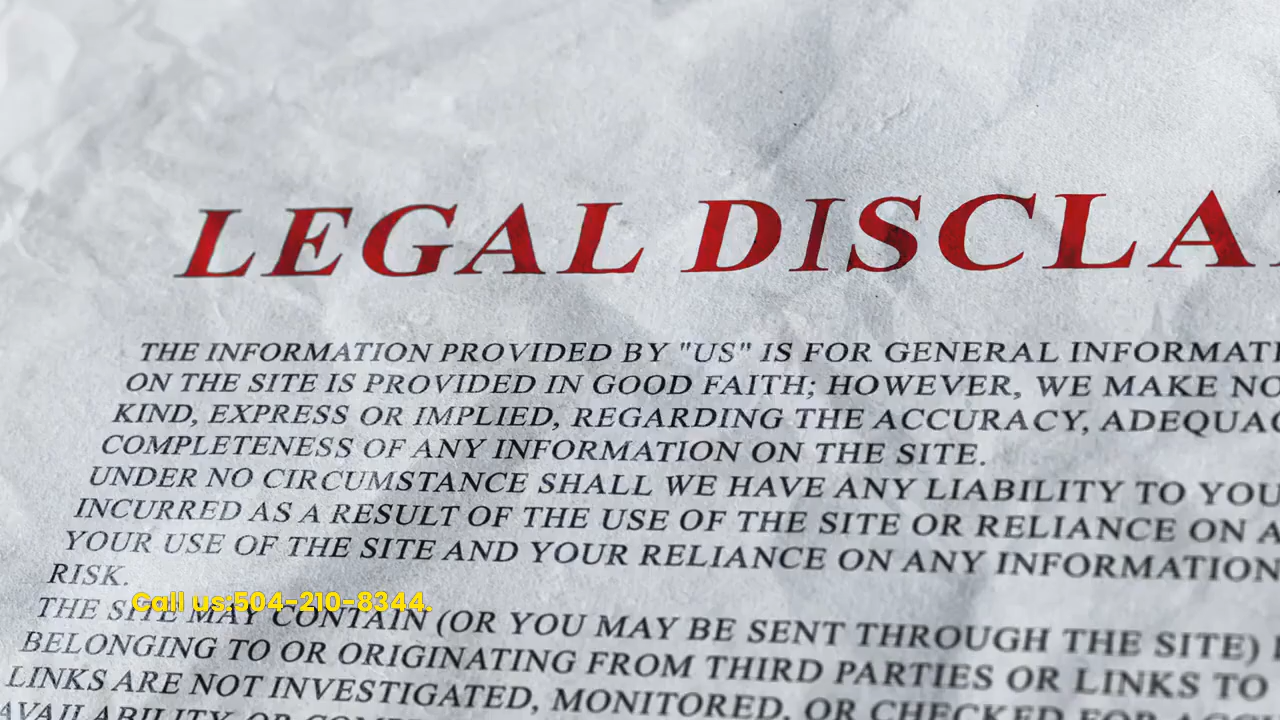 LEGAL DISCLA
THE INFORMATION PROVIDED BY "US" IS FOR GENERAL INFORMATI
ON THE SITE IS PROVIDED IN GOOD FAITH; HOWEVER, WE MAKE NO
KIND, EXPRESS OR IMPLIED, REGARDING THE ACCURACY, ADEQUAC
COMPLETENESS OF ANY INFORMATION ON THE SITE.
UNDER NO CIRCUMSTANCE SHALL WE HAVE ANY LIABILITY TO YOU
INCURRED AS A RESULT OF THE USE OF THE SITE OR RELIANCE ON A
YOUR USE OF THE SITE AND YOUR RELIANCE ON ANY INFORMATION
RISK.
Call us:504-210-8344.
THE SITE MAY CONTAIN (OR YOU MAY BE SENT THROUGH THE SITE)
BELONGING TO OR ORIGINATING FROM THIRD PARTIES OR LINKS TO
LINKS ARE NOT INVESTIGATED, MONITORED, OR CHECKED FOR ACC
AVAILABILITY OR